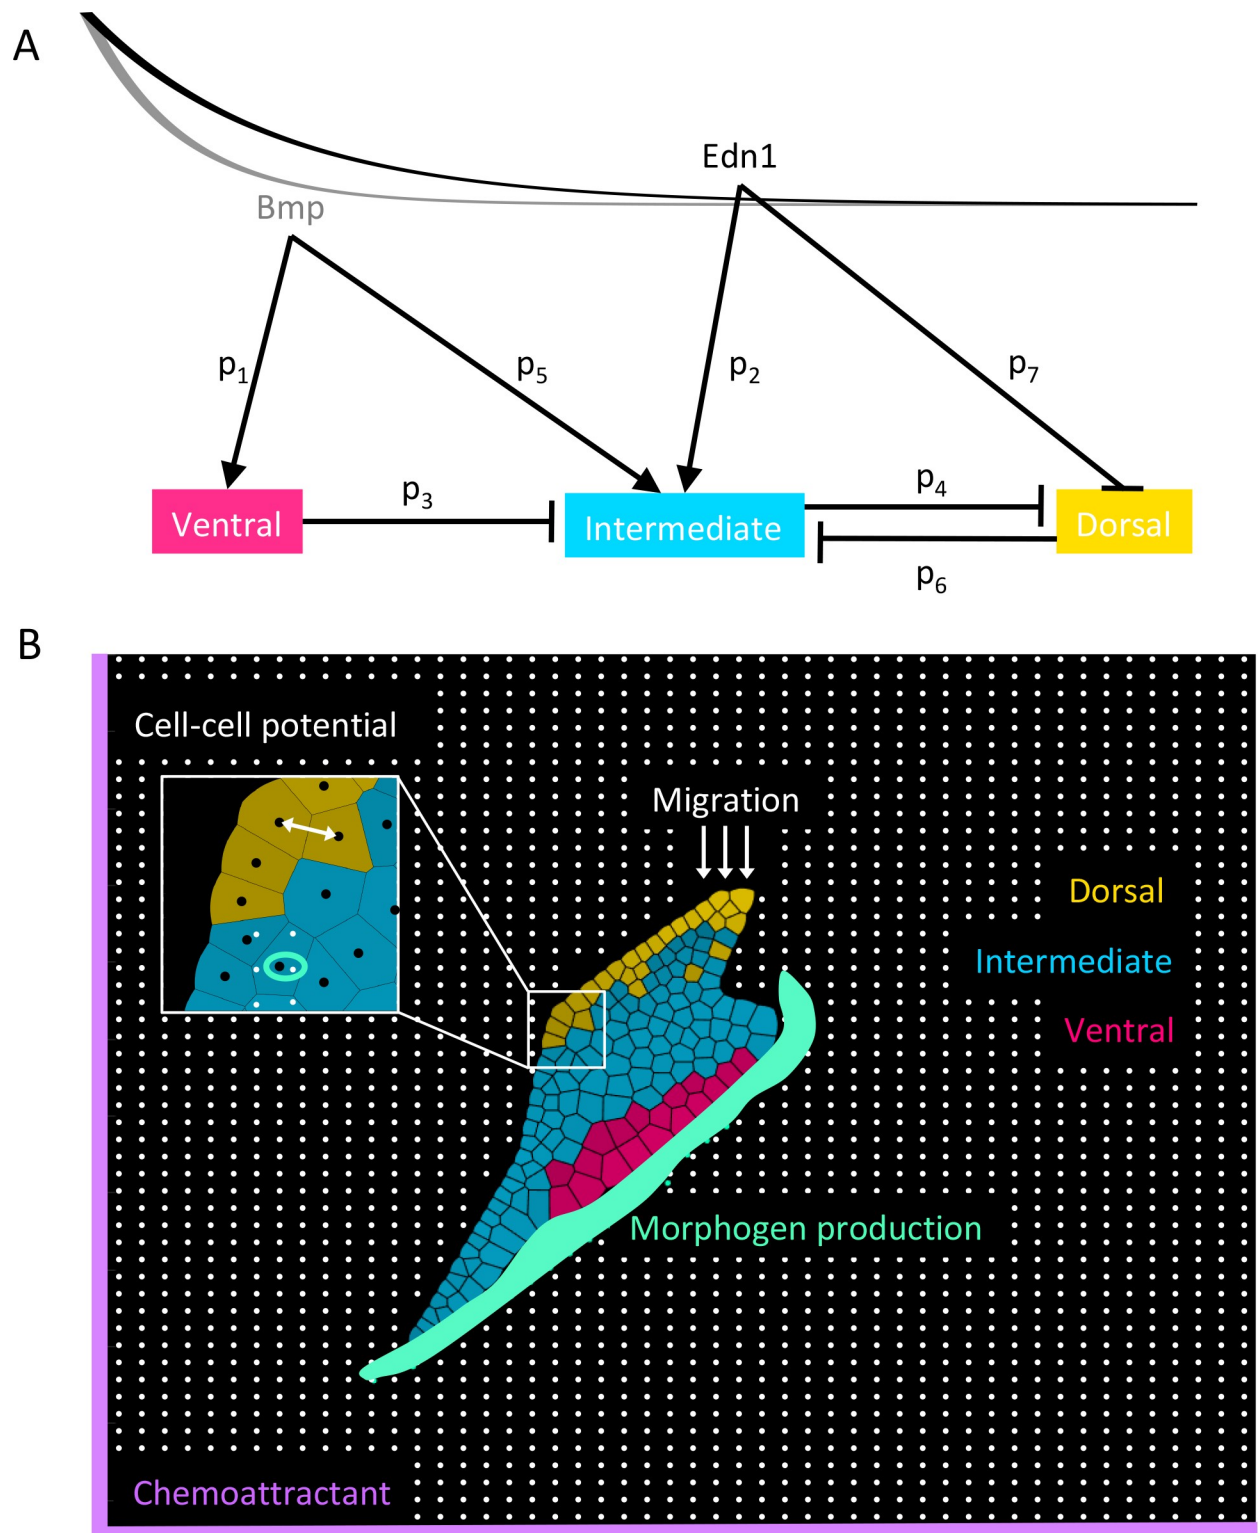 A
Edn1
Bmp
p1
p5
p2
p7
p3
p4
Ventral
Intermediate
Dorsal
p6
B
Cell-cell potential
Migration
Dorsal
Intermediate
Ventral
Morphogen production
Chemoattractant